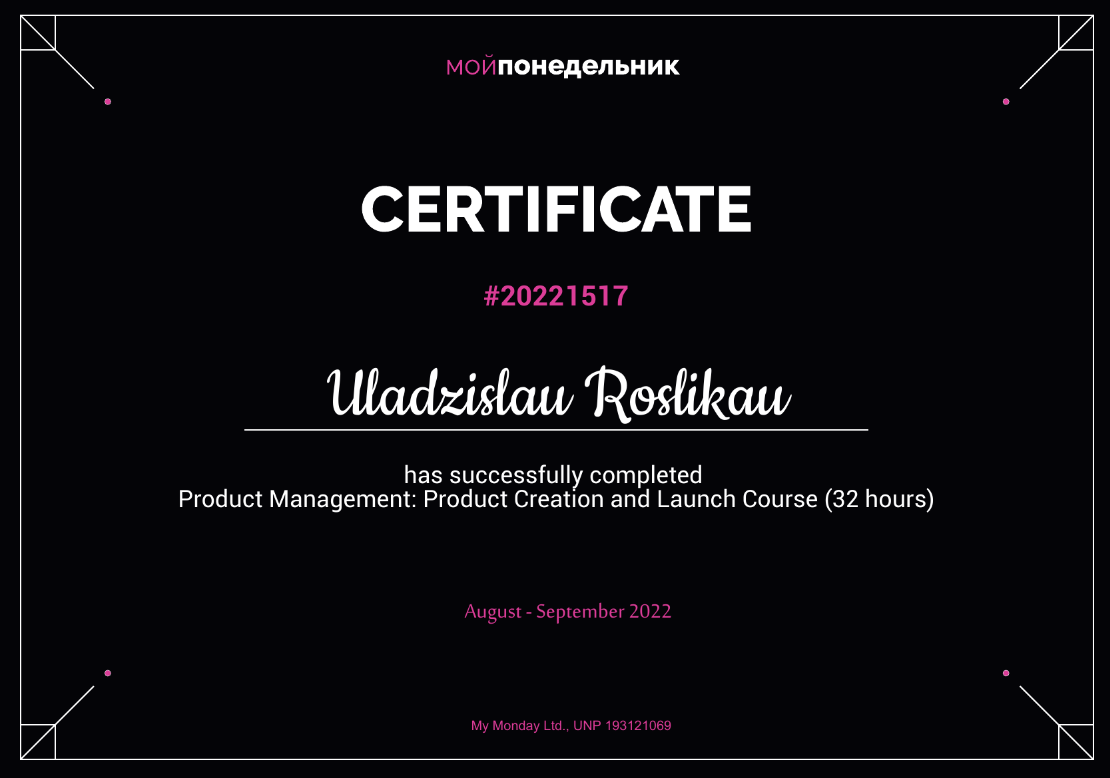 мойпонедельник
CERTIFICATE
#20221517
Uladzislau Roslikau
has successfully completed
Product Management: Product Creation and Launch Course (32 hours)
August - September 2022
My Monday Ltd., UNP 193121069